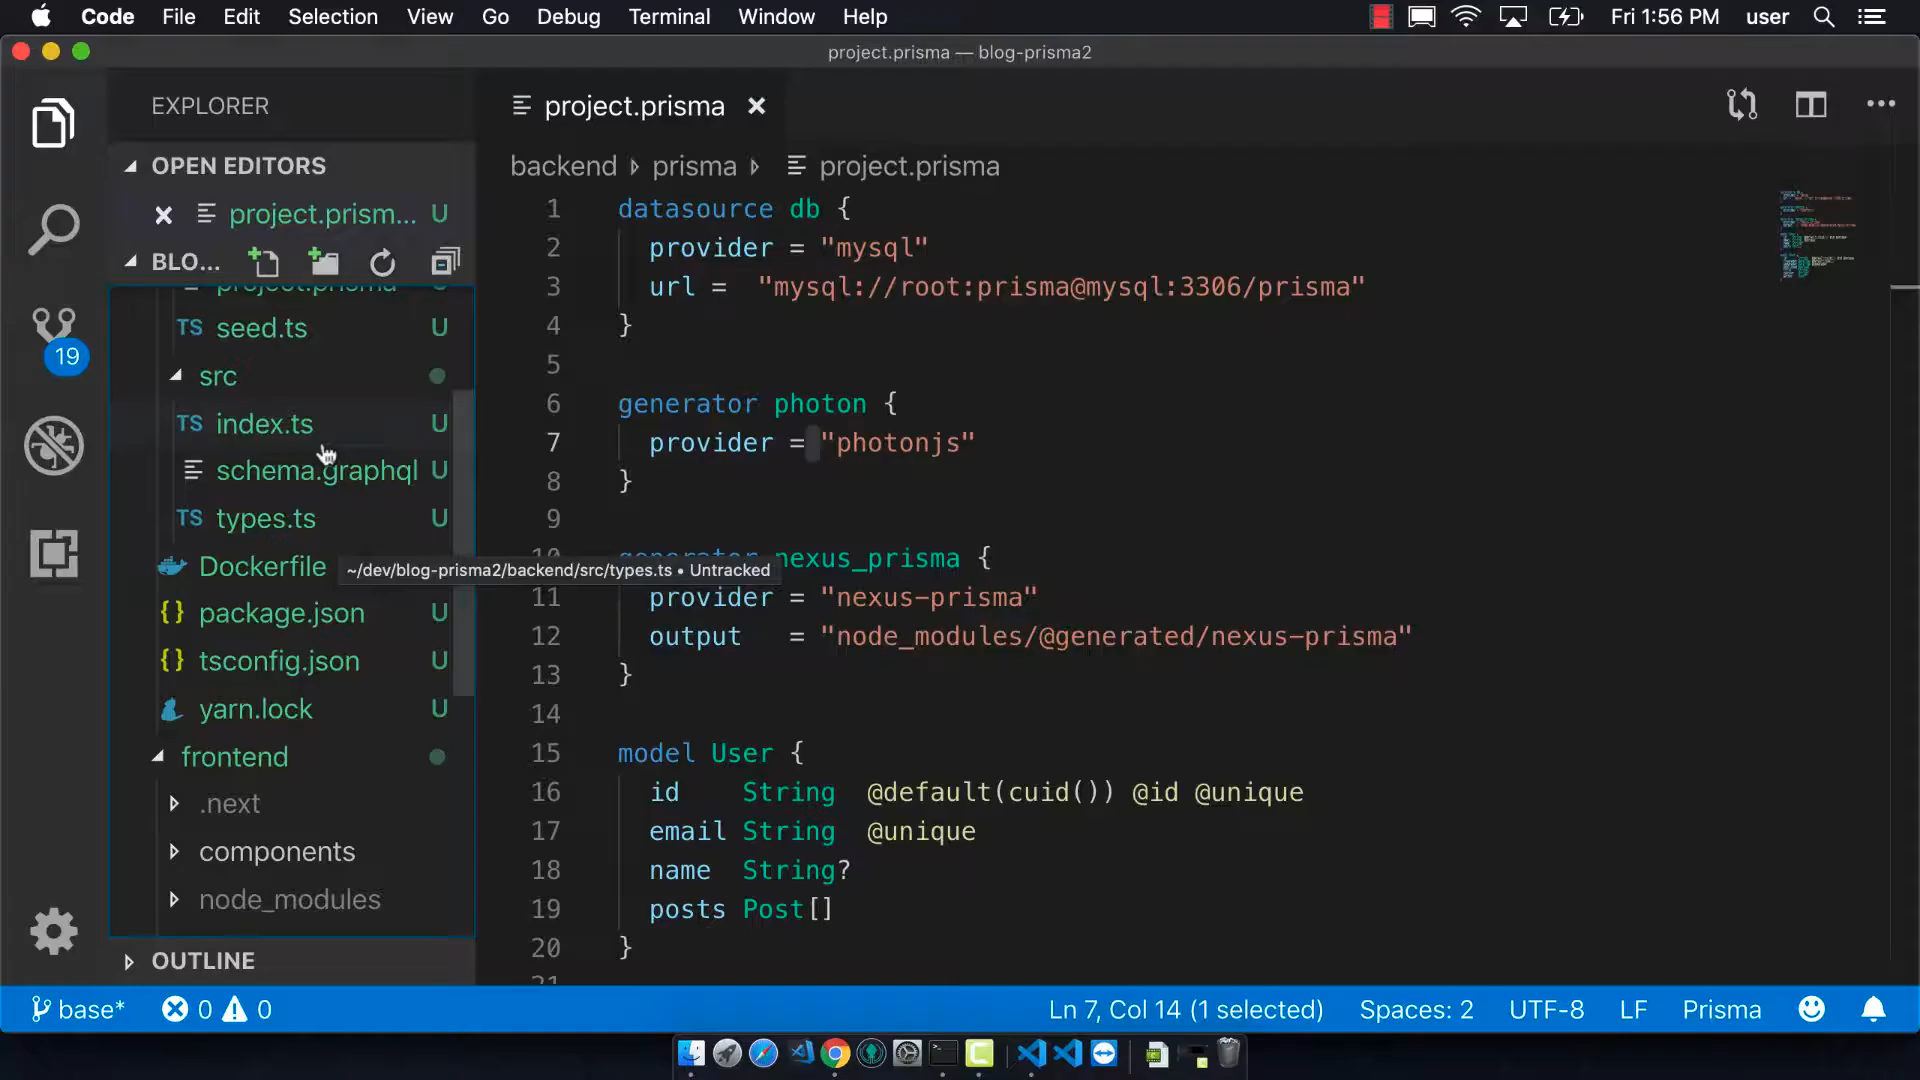 Code File Edit Selection View Go Debug Terminal Window Help Fri 1:56 PM user
project.prisma — blog-prisma2
EXPLORER
OPEN EDITORS
project.prism... U
BLO...
project.prisma
TS seed.ts U
src
TS index.ts U
schema.graphql U
TS types.ts U
Dockerfile
{} package.json U
{} tsconfig.json U
yarn.lock U
frontend
.next
components
node_modules
OUTLINE
19
project.prisma
backend prisma project.prisma
1 datasource db {
2 provider = "mysql"
3 url = "mysql://root:prisma@mysql:3306/prisma"
4 }
5
6 generator photon {
7 provider = "photonjs"
8 }
9
10 generator nexus_prisma {
~/dev/blog-prisma2/backend/src/types.ts • Untracked
11 provider = "nexus-prisma"
12 output = "node_modules/@generated/nexus-prisma"
13 }
14
15 model User {
16 id String @default(cuid()) @id @unique
17 email String @unique
18 name String?
19 posts Post[]
20 }
21
base* 0 0 Ln 7, Col 14 (1 selected) Spaces: 2 UTF-8 LF Prisma